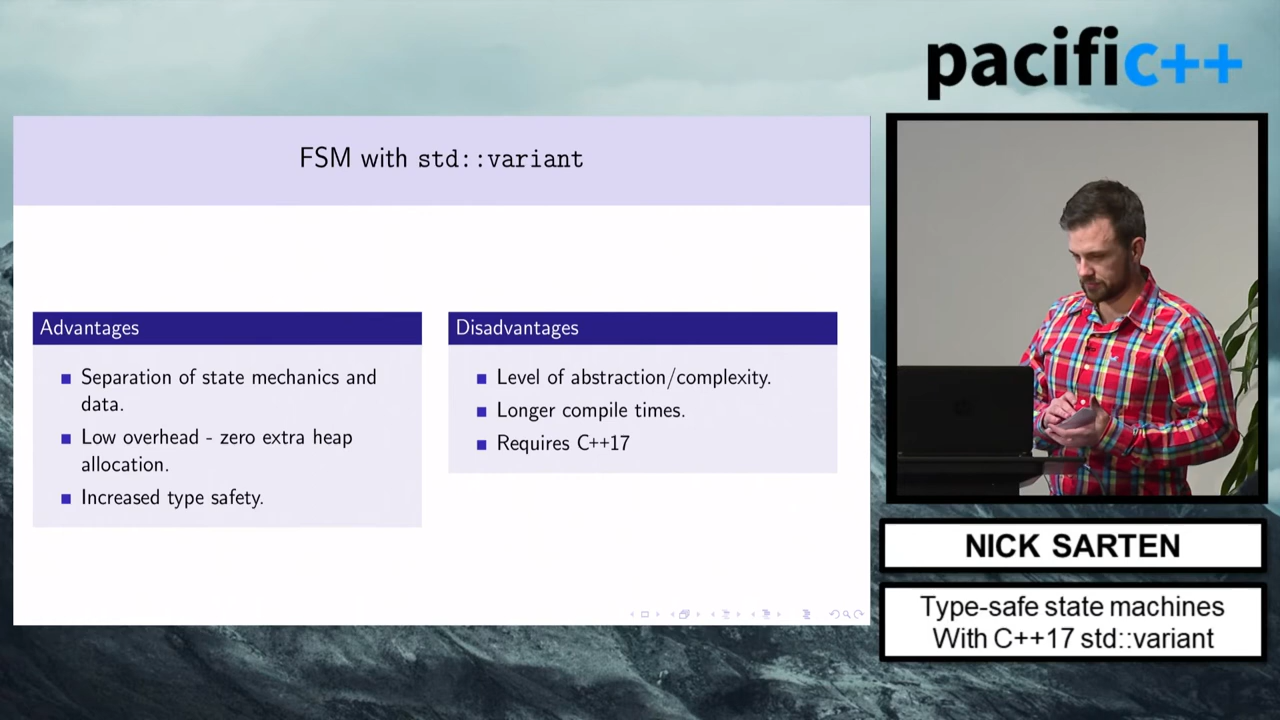 pacific++
FSM with std::variant
Advantages
Separation of state mechanics and
data.
Low overhead - zero extra heap
allocation.
Increased type safety.
Disadvantages
Level of abstraction/complexity.
Longer compile times.
Requires C++17
NICK SARTEN
Type-safe state machines
With C++17 std::variant